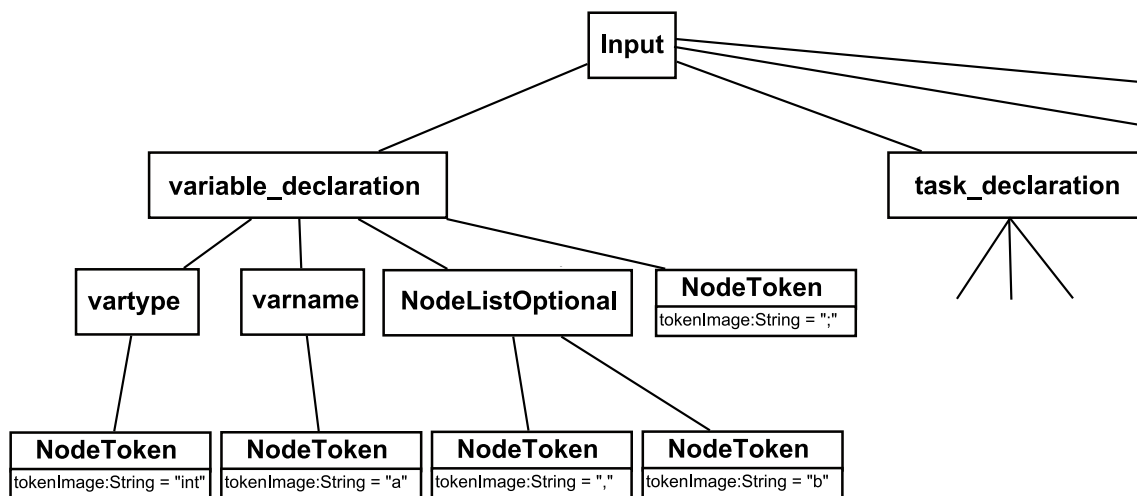 Input
variable_declaration
task_declaration
vartype
varname
NodeListOptional
NodeToken
tokenImage:String = ";"
NodeToken
tokenImage:String = "int"
NodeToken
tokenImage:String = "a"
NodeToken
tokenImage:String = ","
NodeToken
tokenImage:String = "b"